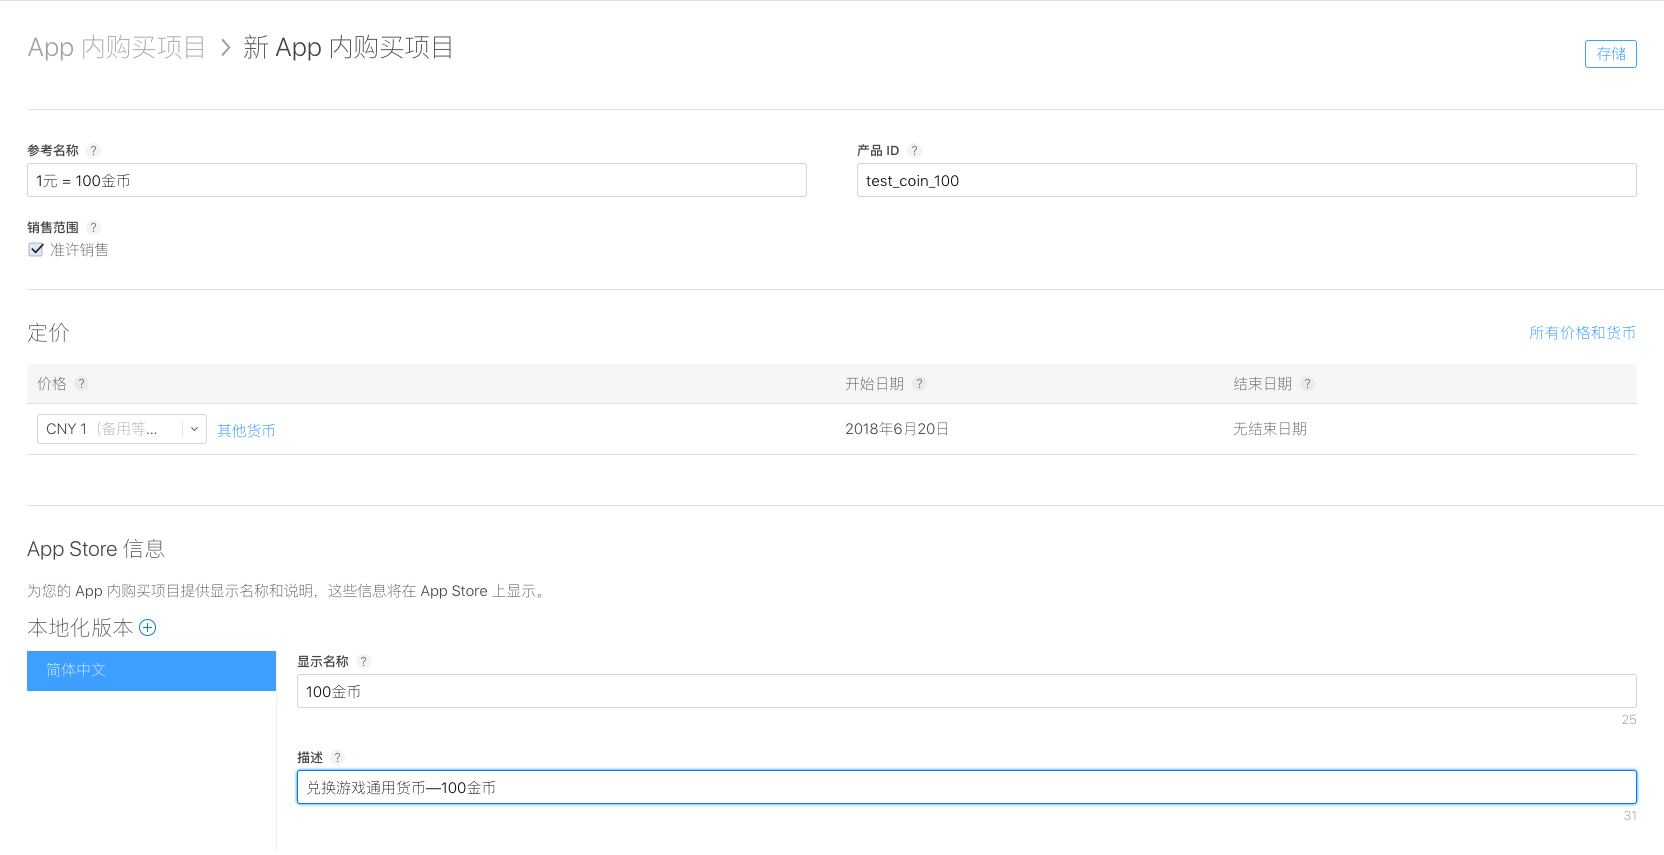 App 内购买项目 > 新 App 内购买项目
存储
参考名称 ?
产品 ID ?
1元 = 100金币
test_coin_100
销售范围 ?
准许销售
定价
所有价格和货币
价格 ?
开始日期 ?
结束日期 ?
CNY 1（备用等...
其他货币
2018年6月20日
无结束日期
App Store 信息
为您的 App 内购买项目提供显示名称和说明，这些信息将在 App Store 上显示。
本地化版本
简体中文
显示名称 ?
100金币
25
描述 ?
兑换游戏通用货币—100金币
31